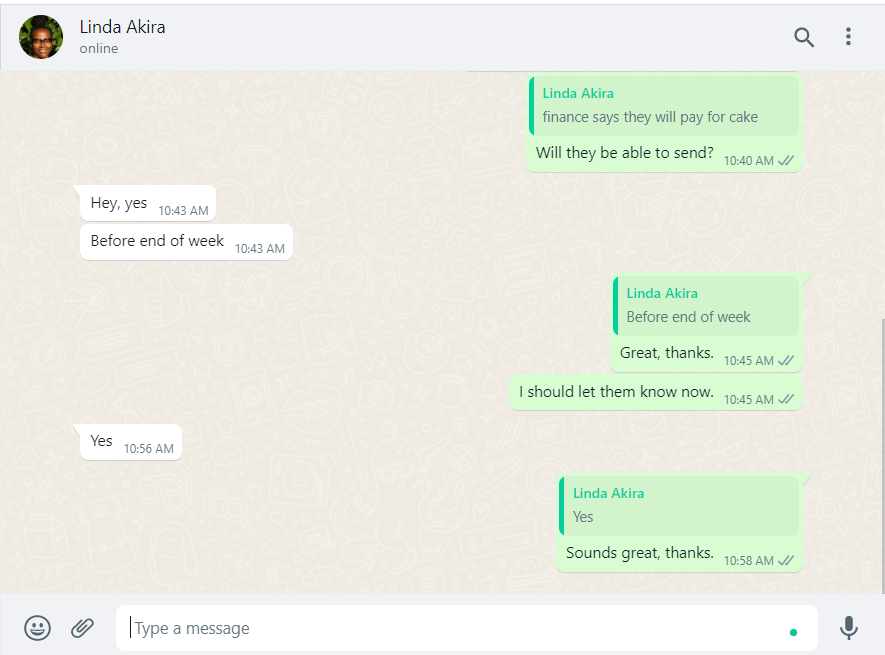 Linda Akira
online
Linda Akira
finance says they will pay for cake
Will they be able to send? 10:40 AM
Hey, yes 10:43 AM
Before end of week 10:43 AM
Linda Akira
Before end of week
Great, thanks. 10:45 AM
I should let them know now. 10:45 AM
Yes 10:56 AM
Linda Akira
Yes
Sounds great, thanks. 10:58 AM
Type a message